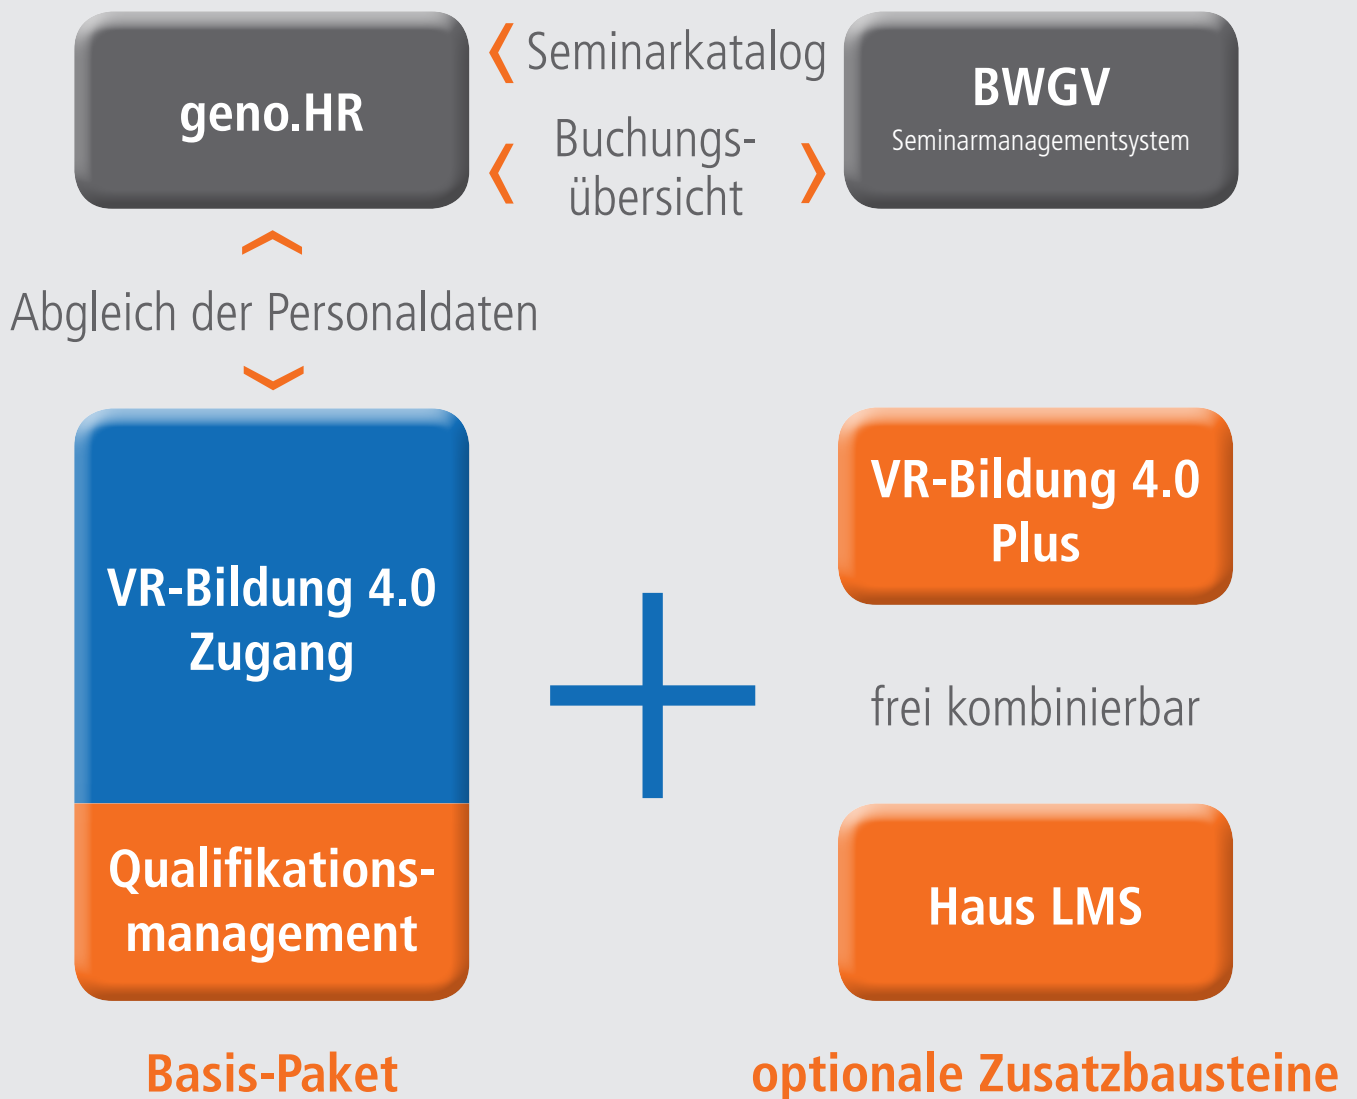 geno.HR
Seminarkatalog
Buchungs-
übersicht
BWGV
Seminarmanagementsystem
Abgleich der Personaldaten
VR-Bildung 4.0
Zugang
Qualifikations-
management
Basis-Paket
VR-Bildung 4.0
Plus
frei kombinierbar
Haus LMS
optionale Zusatzbausteine